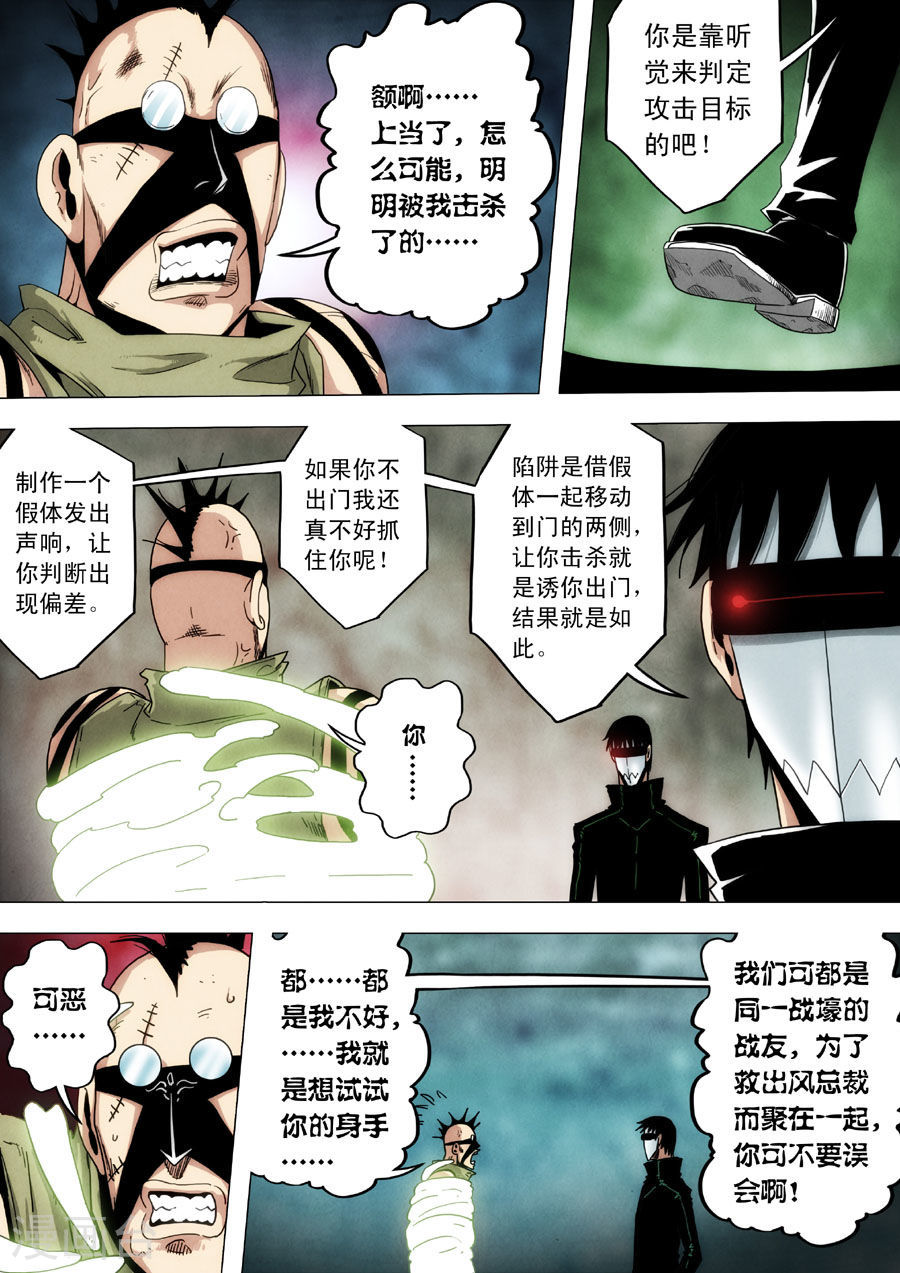 额啊……
上当了，怎
么可能，明
明被我击杀
了的……
你是靠听
觉来判定
攻击目标
的吧！
制作一个
假体发出
声响，让
你判断出
现偏差。
如果你不
出门我还
真不好抓
住你呢！
陷阱是借假
体一起移动
到门的两侧，
让你击杀就
是诱你出门，
结果就是如
此。
你
……
可恶
……
都……都
是我不好，
……我就
是想试试
你的身手
……
我们可都是
同一战壕的
战友，为了
救出风总裁
而聚在一起，
你可不要误
会啊！
漫画台